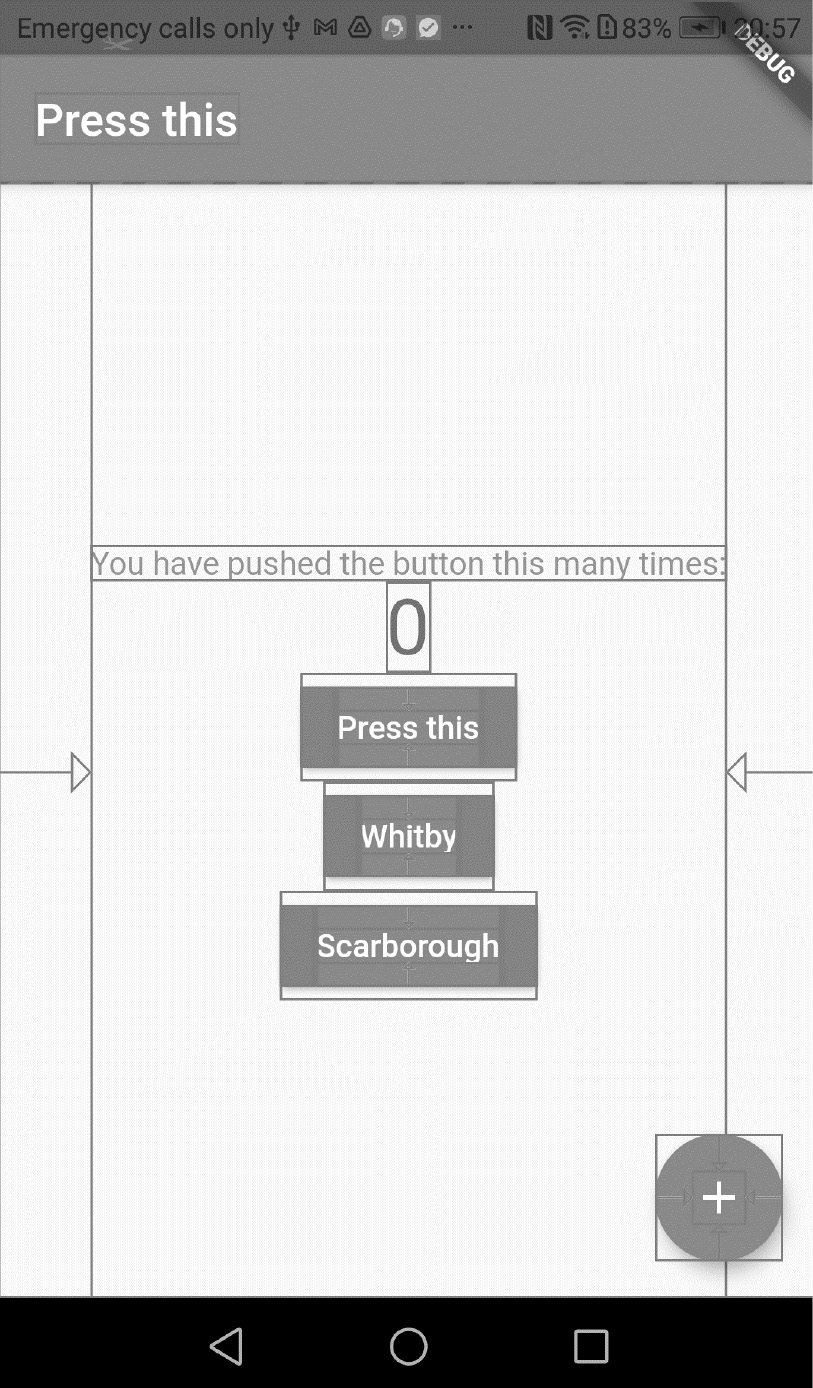 Emergency calls only 83% 20:57
DEBUG
Press this
You have pushed the button this many times:
0
Press this
Whitby
Scarborough